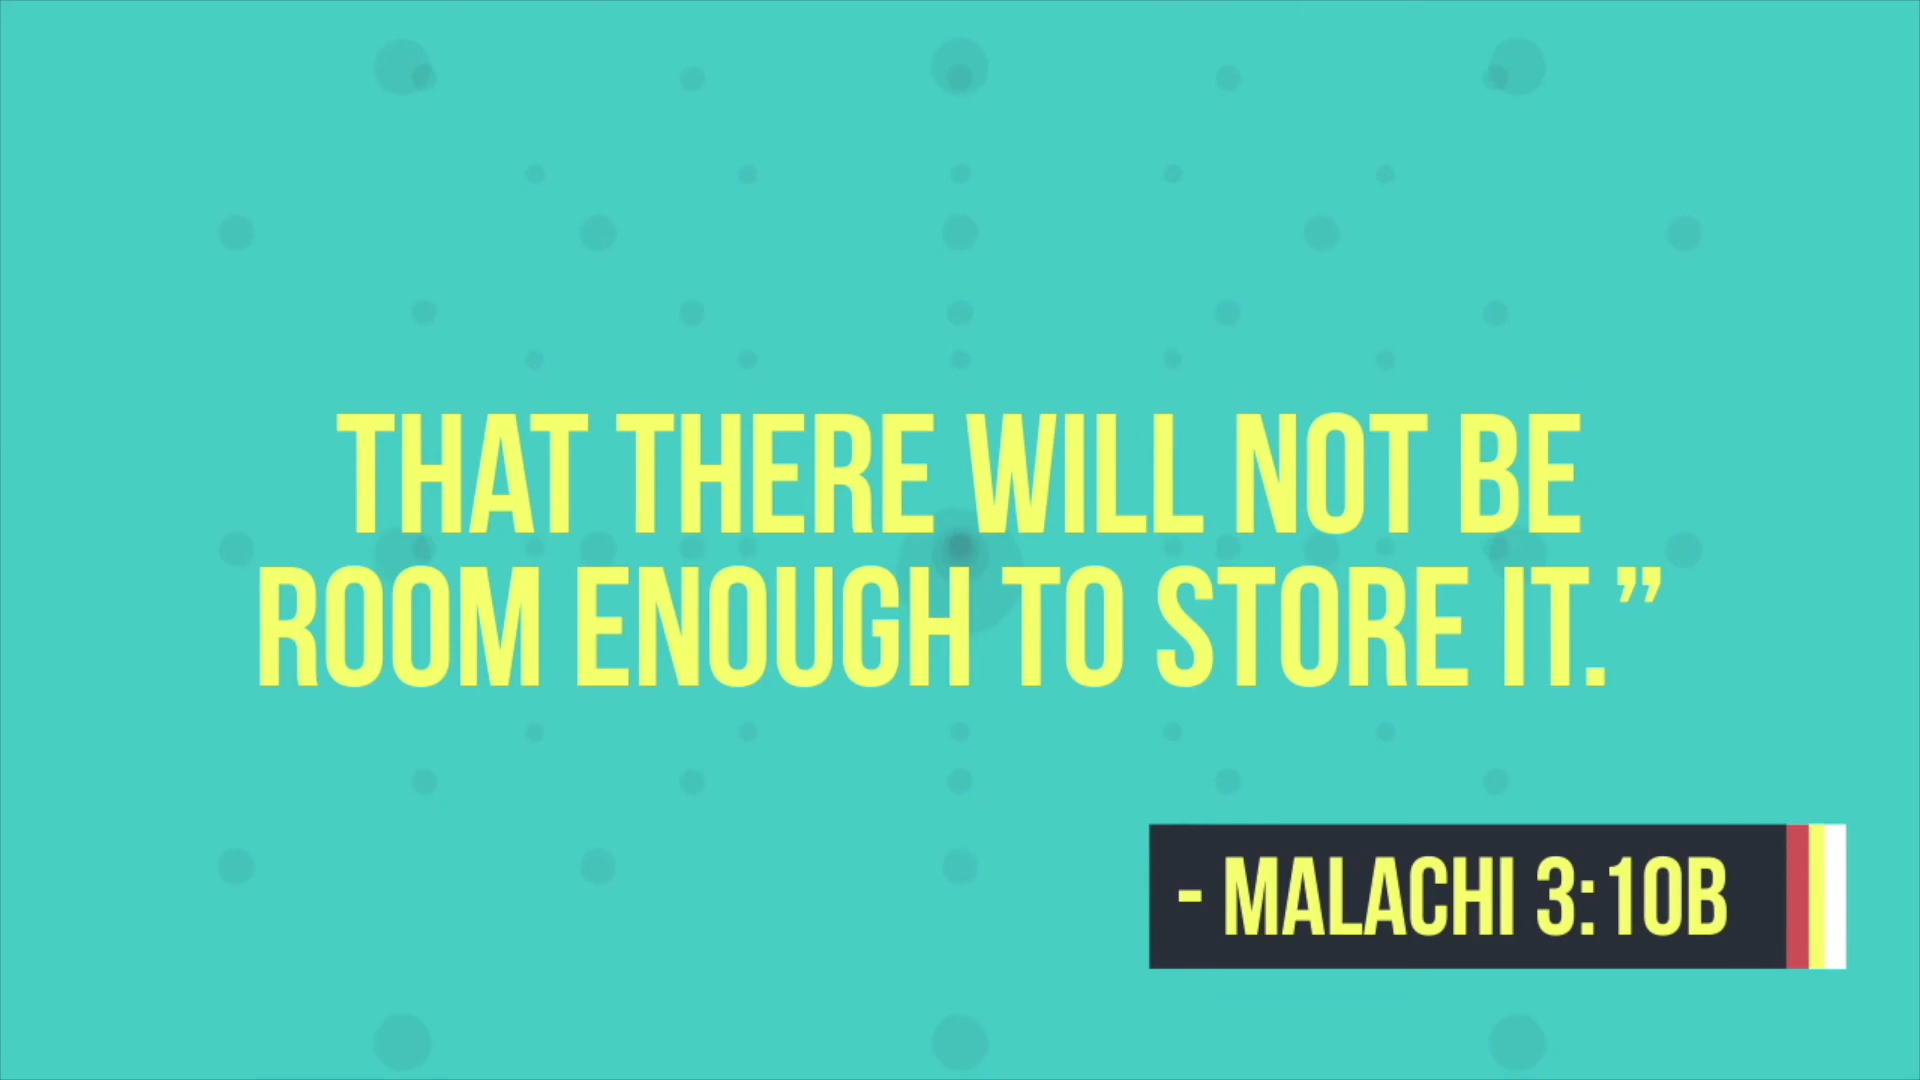 THAT THERE WILL NOT BE
ROOM ENOUGH TO STORE IT.”
- MALACHI 3:10B